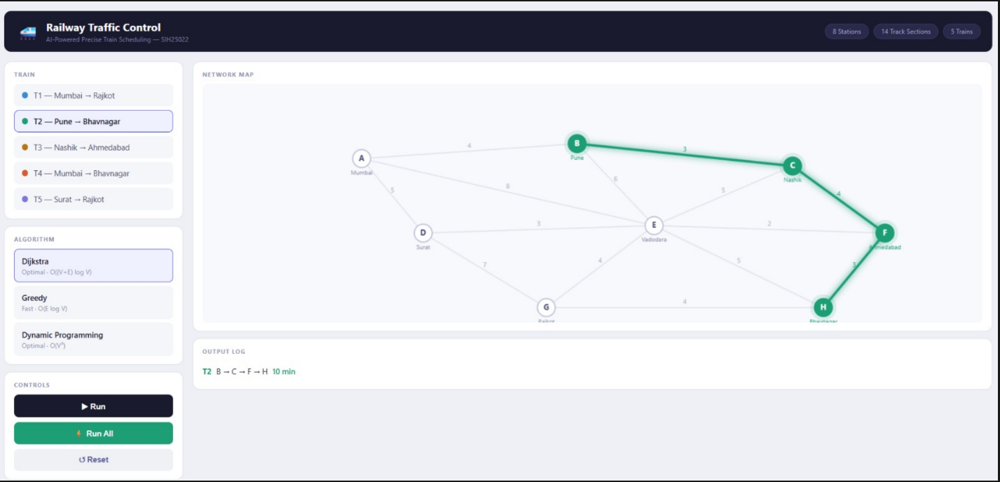 Railway Traffic Control
AI-Powered Precise Train Scheduling — SIH25022
8 Stations
14 Track Sections
5 Trains
TRAIN
T1 — Mumbai → Rajkot
T2 — Pune → Bhavnagar
T3 — Nashik → Ahmedabad
T4 — Mumbai → Bhavnagar
T5 — Surat → Rajkot
ALGORITHM
Dijkstra
Optimal · O((V+E) log V)
Greedy
Fast · O(E log V)
Dynamic Programming
Optimal · O(V³)
CONTROLS
▶ Run
⚡ Run All
↺ Reset
NETWORK MAP
4
B
Pune
A
Mumbai
3
C
Nashik
6
8
5
5
4
3
E
Vadodara
2
D
Surat
F
Ahmedabad
7
4
5
3
4
G
Rajkot
H
Bhavnagar
OUTPUT LOG
T2 B → C → F → H 10 min